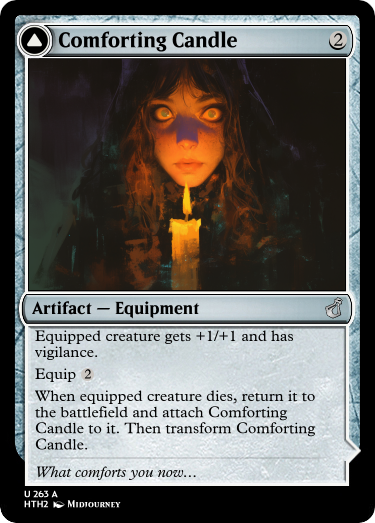 Comforting Candle 2
Artifact — Equipment
Equipped creature gets +1/+1 and has
vigilance.
Equip 2
When equipped creature dies, return it to
the battlefield and attach Comforting
Candle to it. Then transform Comforting
Candle.
What comforts you now…
U 263 A
HTH2 Midjourney